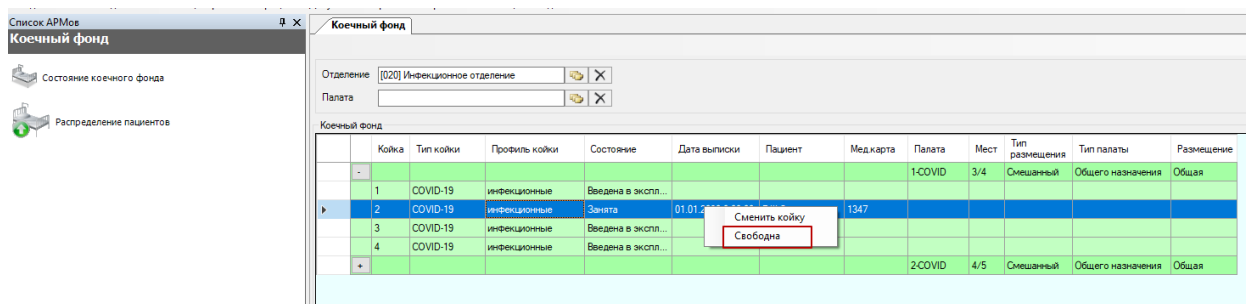 Список АРМов
Коечный фонд
Состояние коечного фонда
Распределение пациентов
Коечный фонд
Отделение [020] Инфекционное отделение
Палата
Коечный фонд
Койка Тип койки Профиль койки Состояние Дата выписки Пациент Мед.карта Палата Мест Тип размещения Тип палаты Размещение
- 1-COVID 3/4 Смешанный Общего назначения Общая
1 COVID-19 инфекционные Введена в экспл...
2 COVID-19 инфекционные Занята 01.01 1347
Сменить койку
Свободна
3 COVID-19 инфекционные Введена в экспл...
4 COVID-19 инфекционные Введена в экспл...
+ 2-COVID 4/5 Смешанный Общего назначения Общая